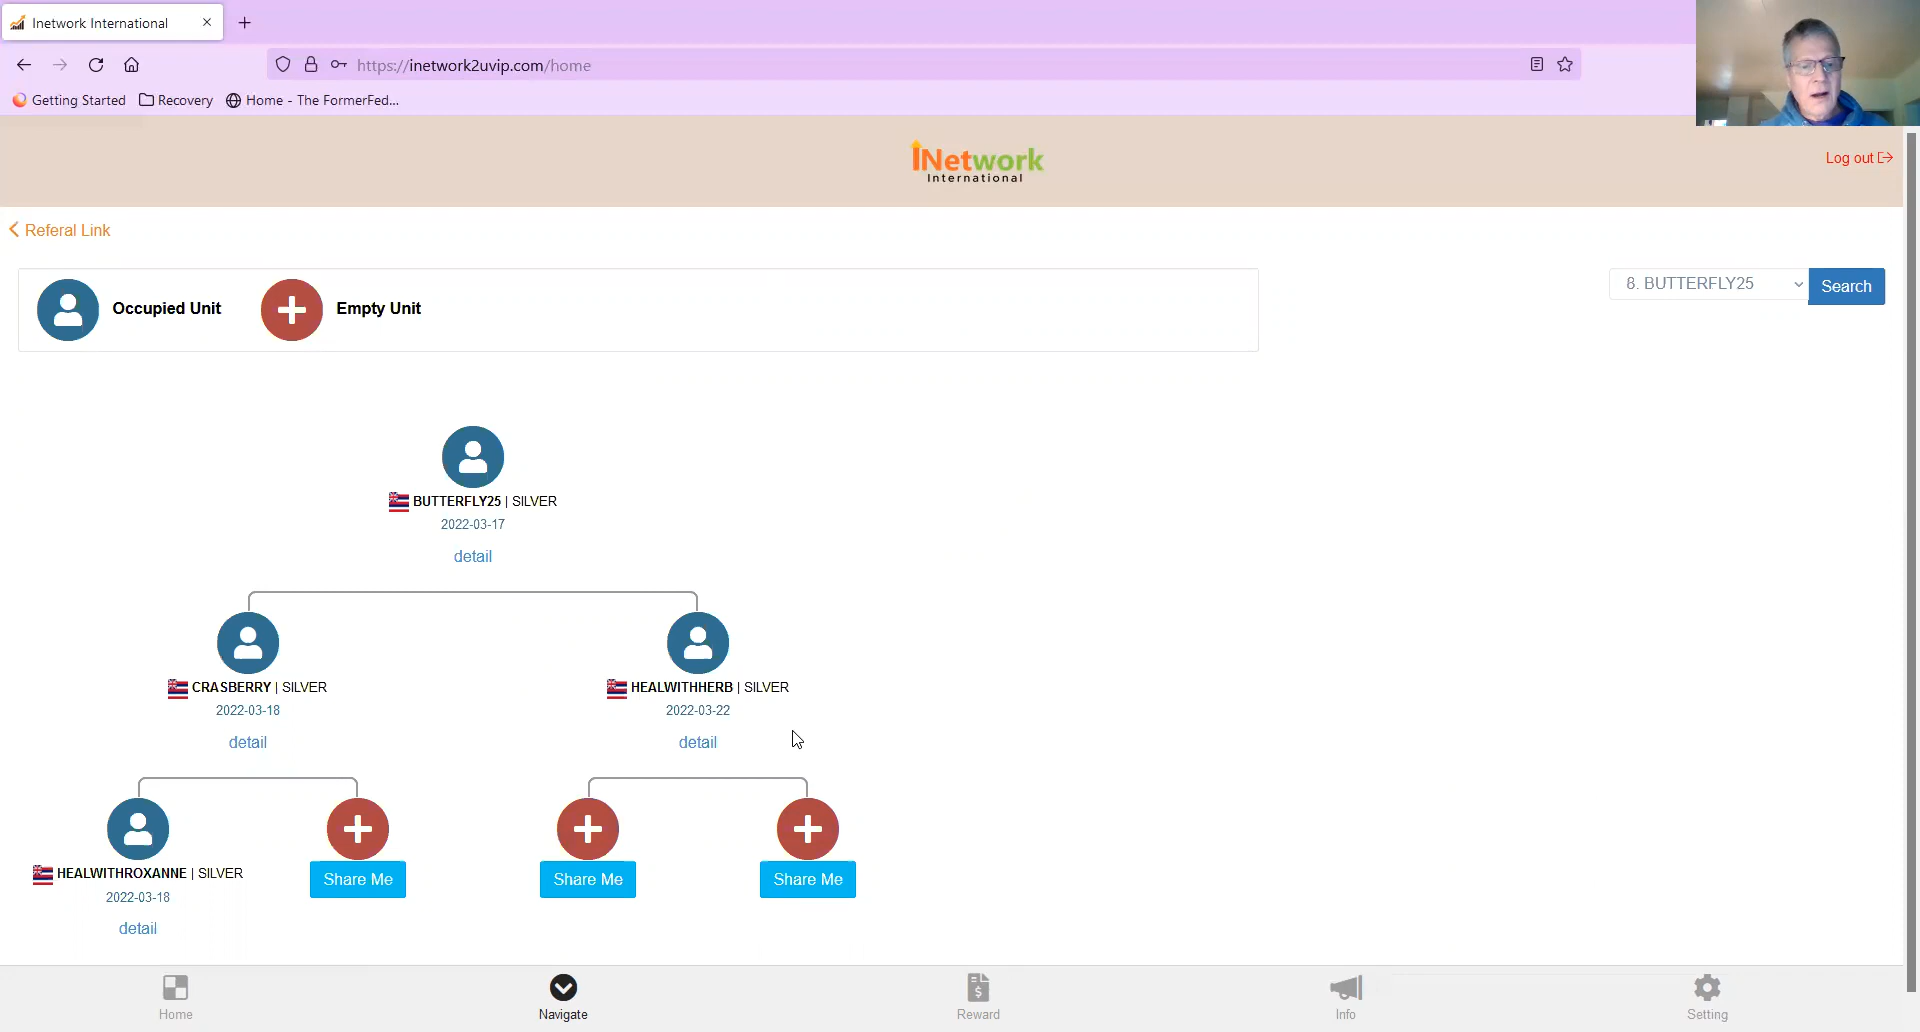 Inetwork International
https://inetwork2uvip.com/home
Getting Started
Recovery
Home - The FormerFed...
iNetwork
International
Log out
Referal Link
Occupied Unit
Empty Unit
8. BUTTERFLY25
Search
BUTTERFLY25 | SILVER
2022-03-17
detail
CRASBERRY | SILVER
2022-03-18
detail
HEALWITHHERB | SILVER
2022-03-22
detail
HEALWITHROXANNE | SILVER
2022-03-18
detail
Share Me
Share Me
Share Me
Home
Navigate
Reward
Info
Setting